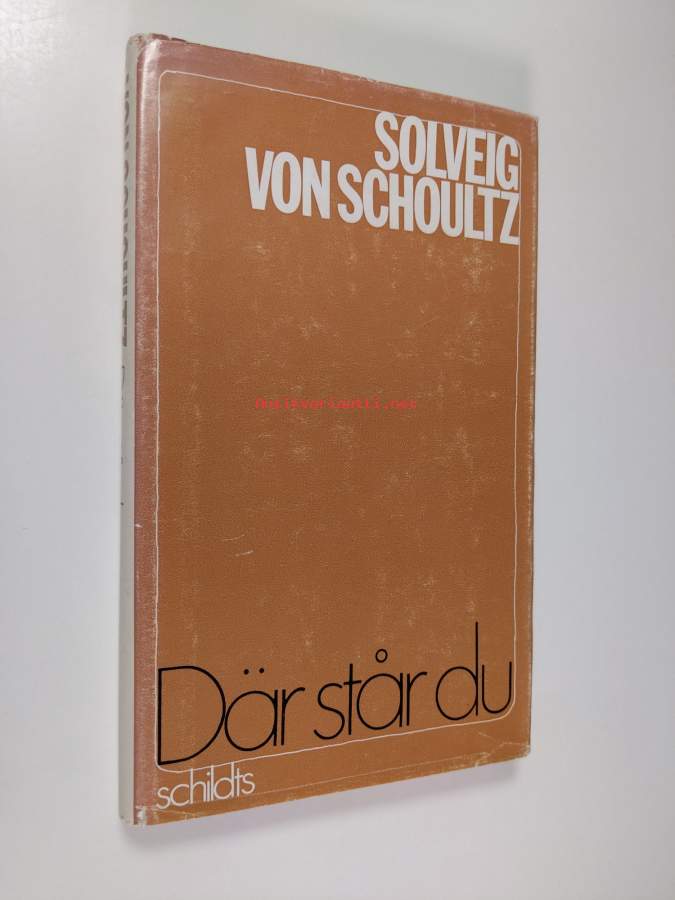 SOLVEIG
VON SCHOULTZ
Där står du
schildts